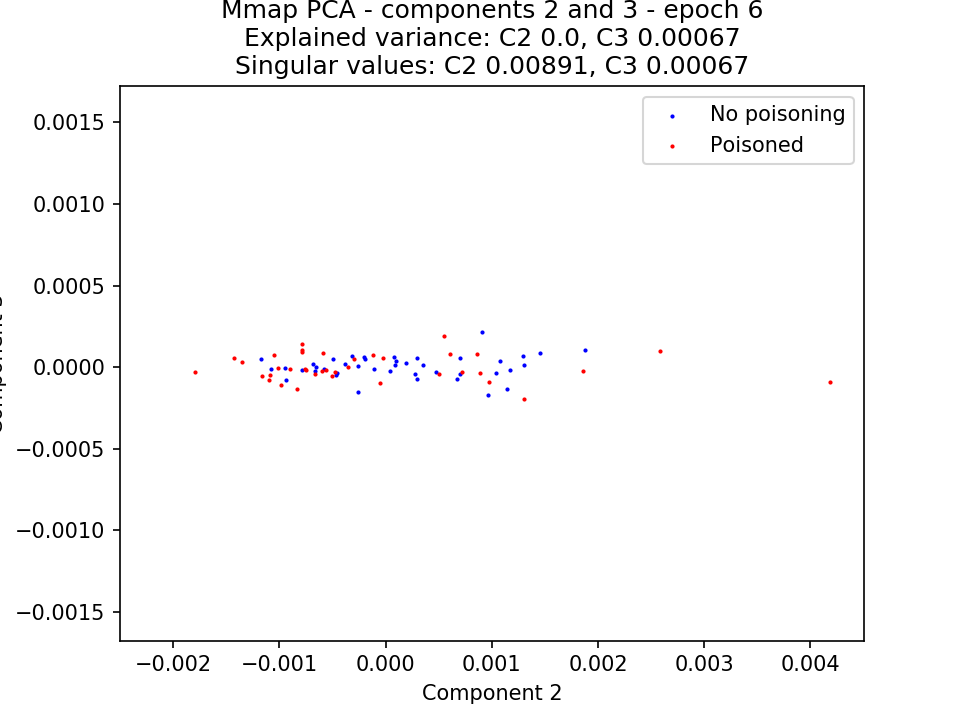 Mmap PCA - components 2 and 3 - epoch 6
Explained variance: C2 0.0, C3 0.00067
Singular values: C2 0.00891, C3 0.00067
No poisoning
Poisoned
0.0015
0.0010
0.0005
0.0000
−0.0005
−0.0010
−0.0015
−0.002 −0.001 0.000 0.001 0.002 0.003 0.004
Component 2